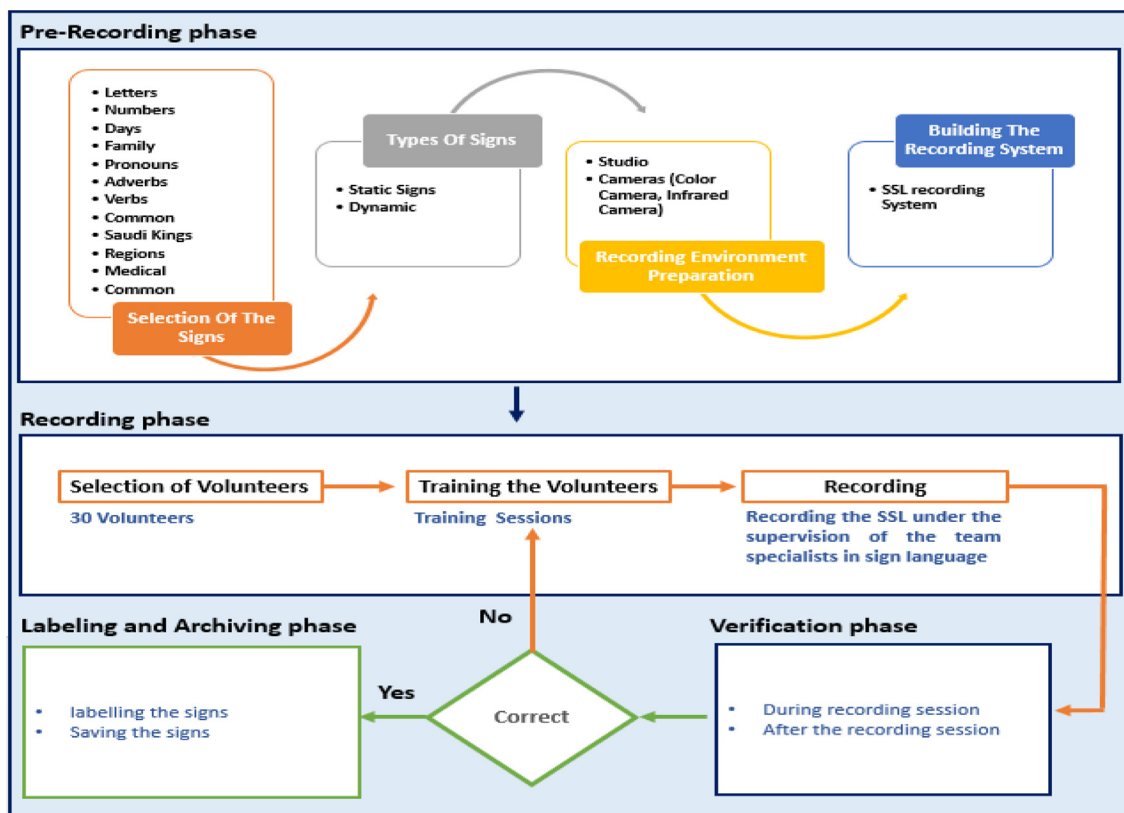 Pre-Recording phase
• Letters
• Numbers
• Days
• Family
• Pronouns
• Adverbs
• Verbs
• Common
• Saudi Kings
• Regions
• Medical
• Common
Selection Of The
Signs
Types Of Signs
• Static Signs
• Dynamic
• Studio
• Cameras (Color
Camera, Infrared
Camera)
Recording Environment
Preparation
Building The
Recording System
• SSL recording
System
Recording phase
Selection of Volunteers
30 Volunteers
Training the Volunteers
Training Sessions
Recording
Recording the SSL under the
supervision of the team
specialists in sign language
No
Labeling and Archiving phase
Verification phase
Yes
• labelling the signs
• Saving the signs
Correct
• During recording session
• After the recording session